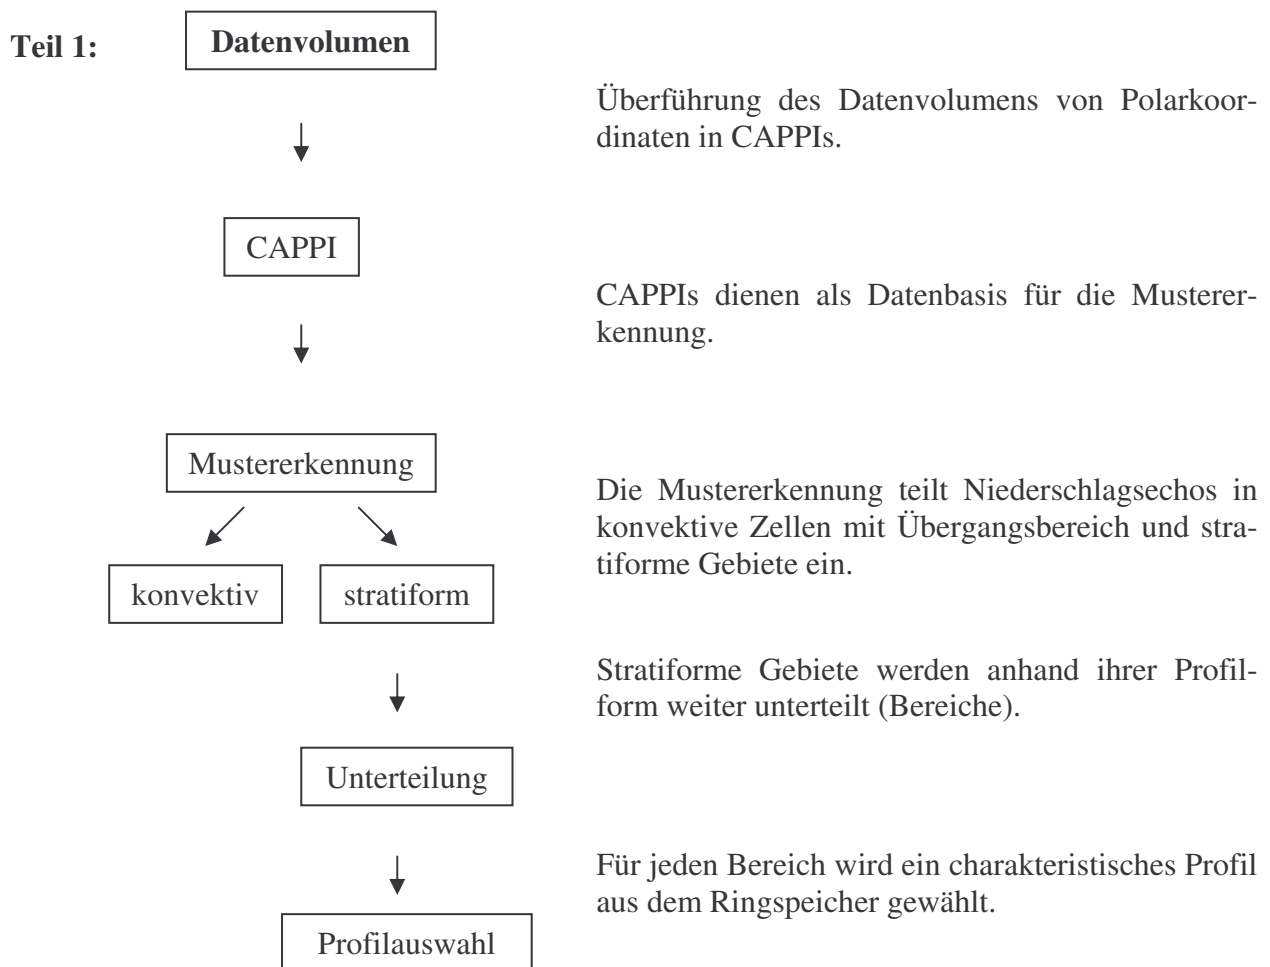 Teil 1:
Datenvolumen
Überführung des Datenvolumens von Polarkoor-
dinaten in CAPPIs.
CAPPI
CAPPIs dienen als Datenbasis für die Musterer-
kennung.
Mustererkennung
Die Mustererkennung teilt Niederschlagsechos in
konvektive Zellen mit Übergangsbereich und stra-
tiforme Gebiete ein.
konvektiv
stratiform
Stratiforme Gebiete werden anhand ihrer Profil-
form weiter unterteilt (Bereiche).
Unterteilung
Für jeden Bereich wird ein charakteristisches Profil
aus dem Ringspeicher gewählt.
Profilauswahl